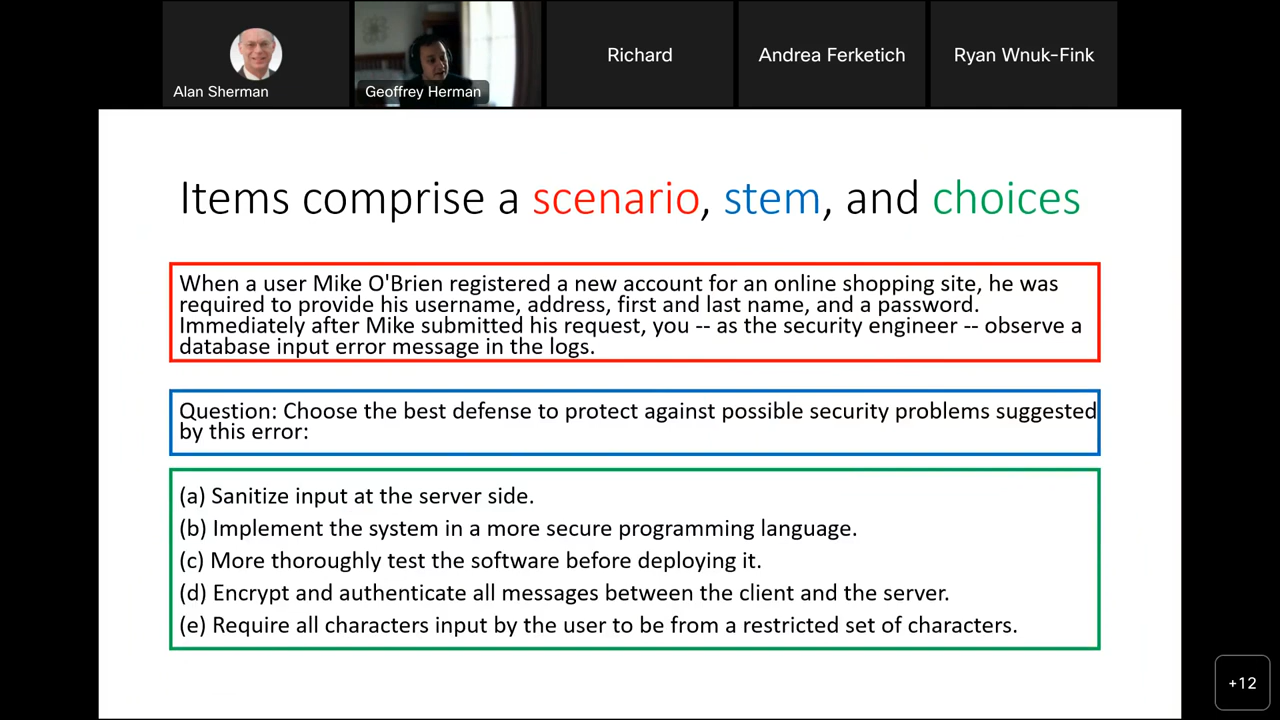 Alan Sherman
Geoffrey Herman
Richard
Andrea Ferketich
Ryan Wnuk-Fink
Items comprise a scenario, stem, and choices
When a user Mike O'Brien registered a new account for an online shopping site, he was
required to provide his username, address, first and last name, and a password.
Immediately after Mike submitted his request, you -- as the security engineer -- observe a
database input error message in the logs.
Question: Choose the best defense to protect against possible security problems suggested
by this error:
(a) Sanitize input at the server side.
(b) Implement the system in a more secure programming language.
(c) More thoroughly test the software before deploying it.
(d) Encrypt and authenticate all messages between the client and the server.
(e) Require all characters input by the user to be from a restricted set of characters.
+12